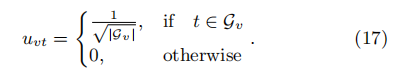 u_{vt} = \begin{cases} \frac{1}{\sqrt{|\mathcal{G}_v|}}, & \text{if } t \in \mathcal{G}_v \\ 0, & \text{otherwise} \end{cases} . (17)